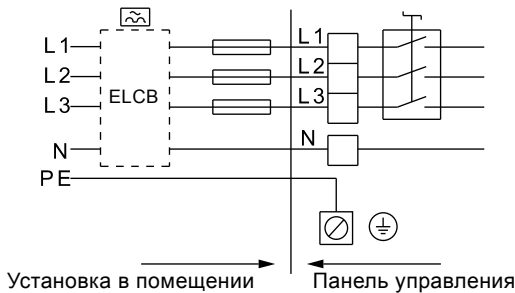 L1
L2
L3
N
PE
ELCB
L1
L2
L3
N
Установка в помещении
Панель управления